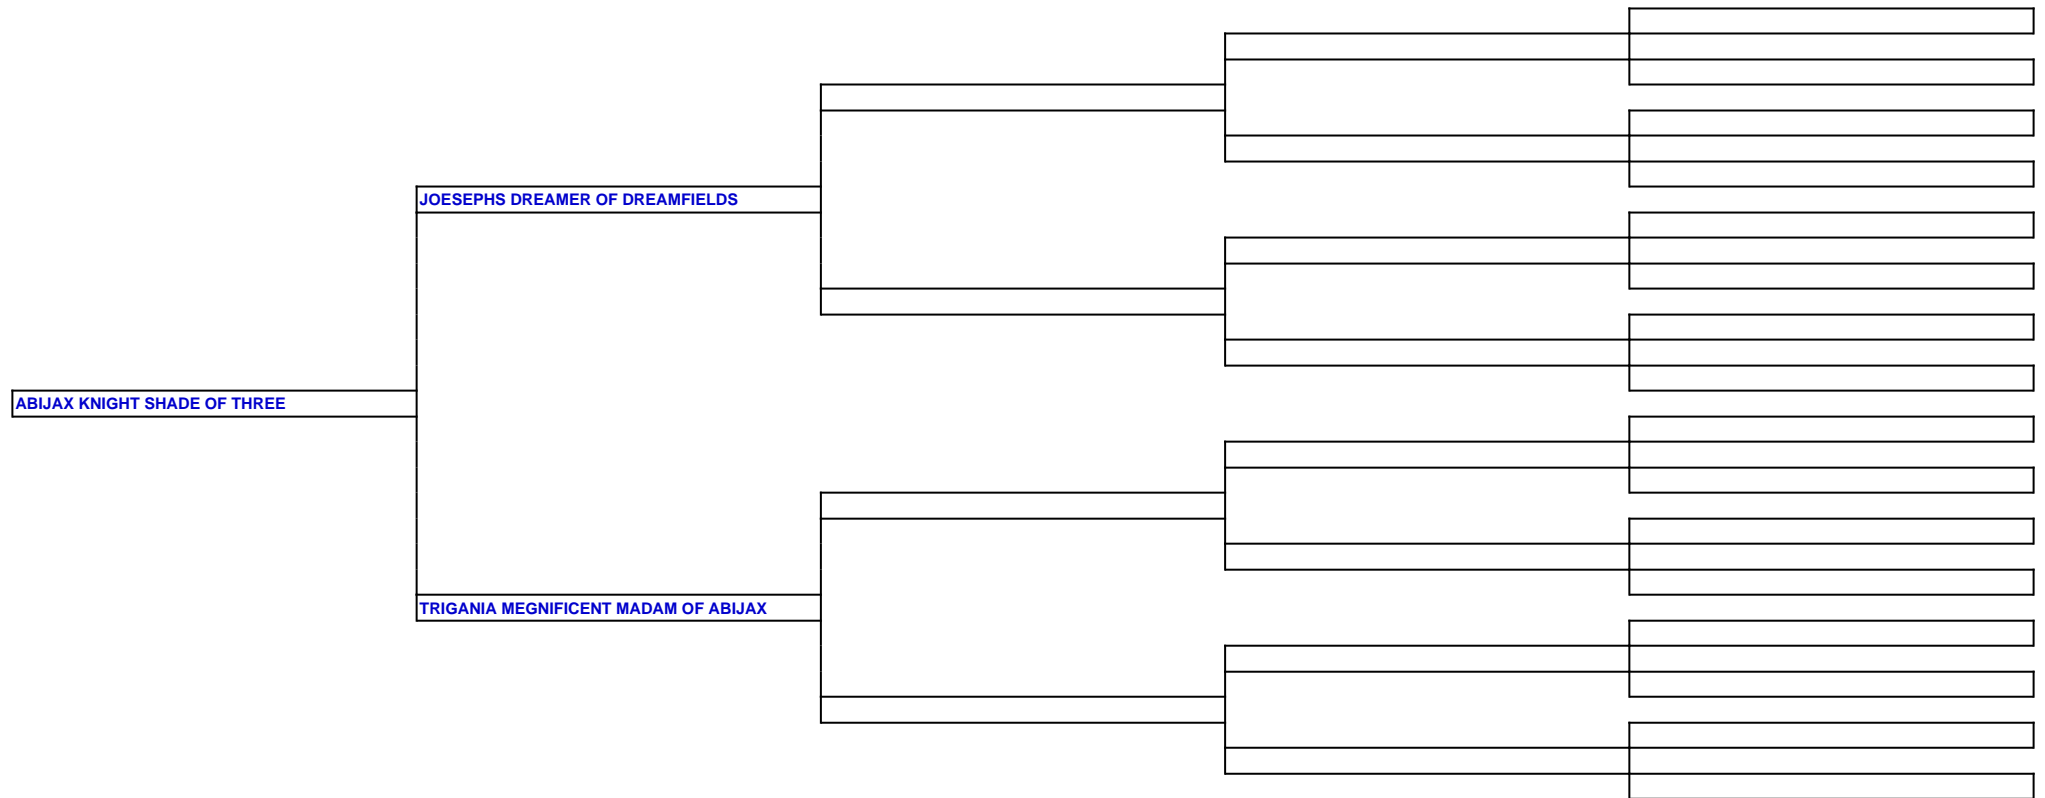 JOESEPHS DREAMER OF DREAMFIELDS
ABIJAX KNIGHT SHADE OF THREE
TRIGANIA MEGNIFICENT MADAM OF ABIJAX